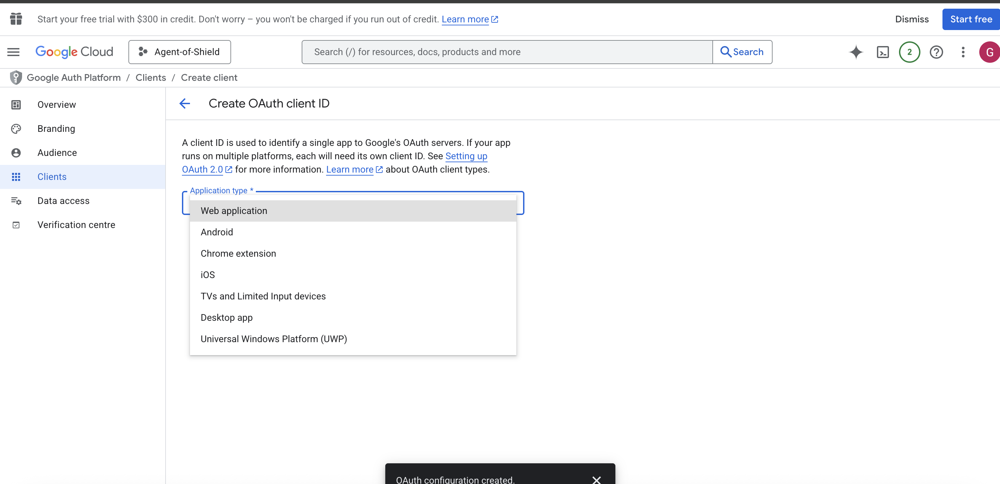 Start your free trial with $300 in credit. Don't worry – you won't be charged if you run out of credit. Learn more
Dismiss
Start free
Google Cloud
Agent-of-Shield
Search (/) for resources, docs, products and more
Search
2
G
Google Auth Platform / Clients / Create client
Overview
Branding
Audience
Clients
Data access
Verification centre
Create OAuth client ID
A client ID is used to identify a single app to Google's OAuth servers. If your app
runs on multiple platforms, each will need its own client ID. See Setting up
OAuth 2.0 for more information. Learn more about OAuth client types.
Application type *
Web application
Android
Chrome extension
iOS
TVs and Limited Input devices
Desktop app
Universal Windows Platform (UWP)
OAuth configuration created.